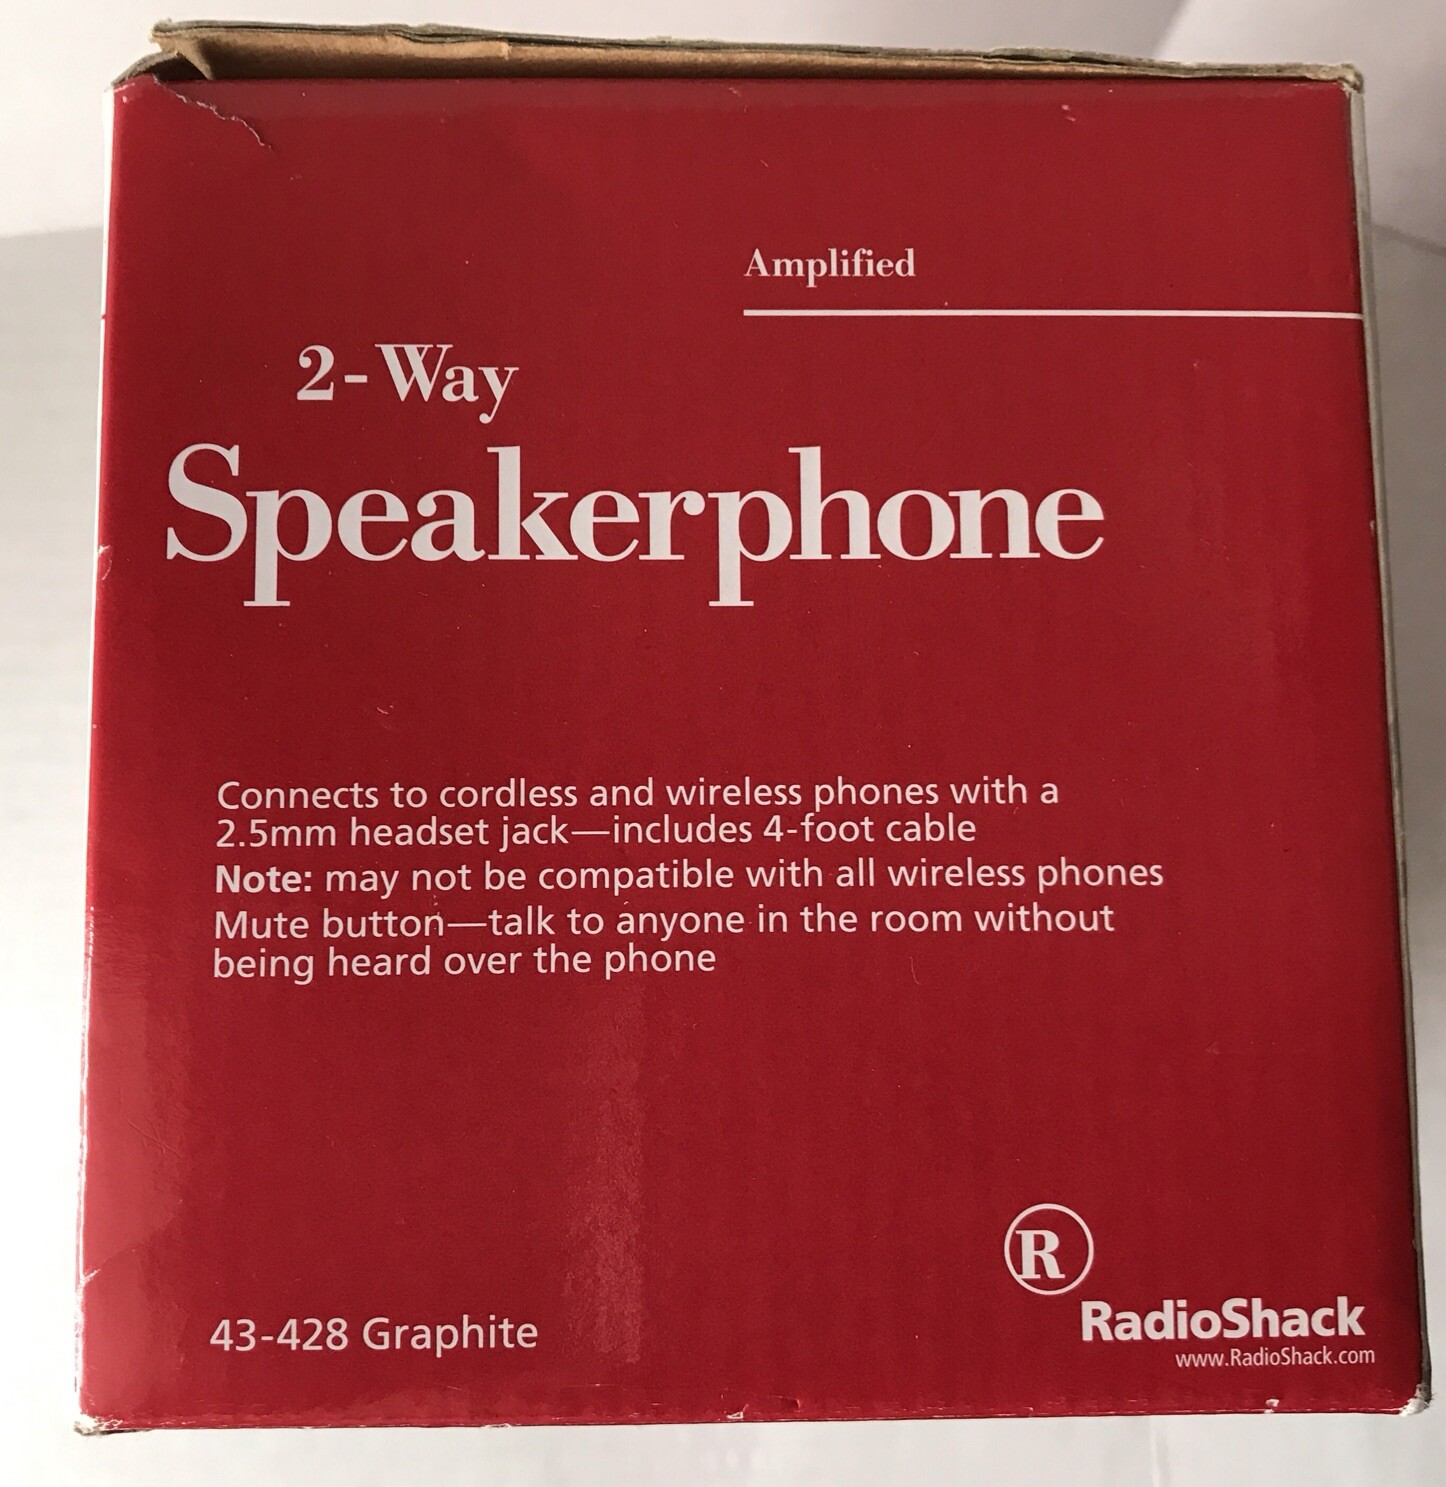 Amplified
2-Way
Speakerphone
Connects to cordless and wireless phones with a
2.5mm headset jack—includes 4-foot cable
Note: may not be compatible with all wireless phones
Mute button—talk to anyone in the room without
being heard over the phone
R
RadioShack
www.RadioShack.com
43-428 Graphite